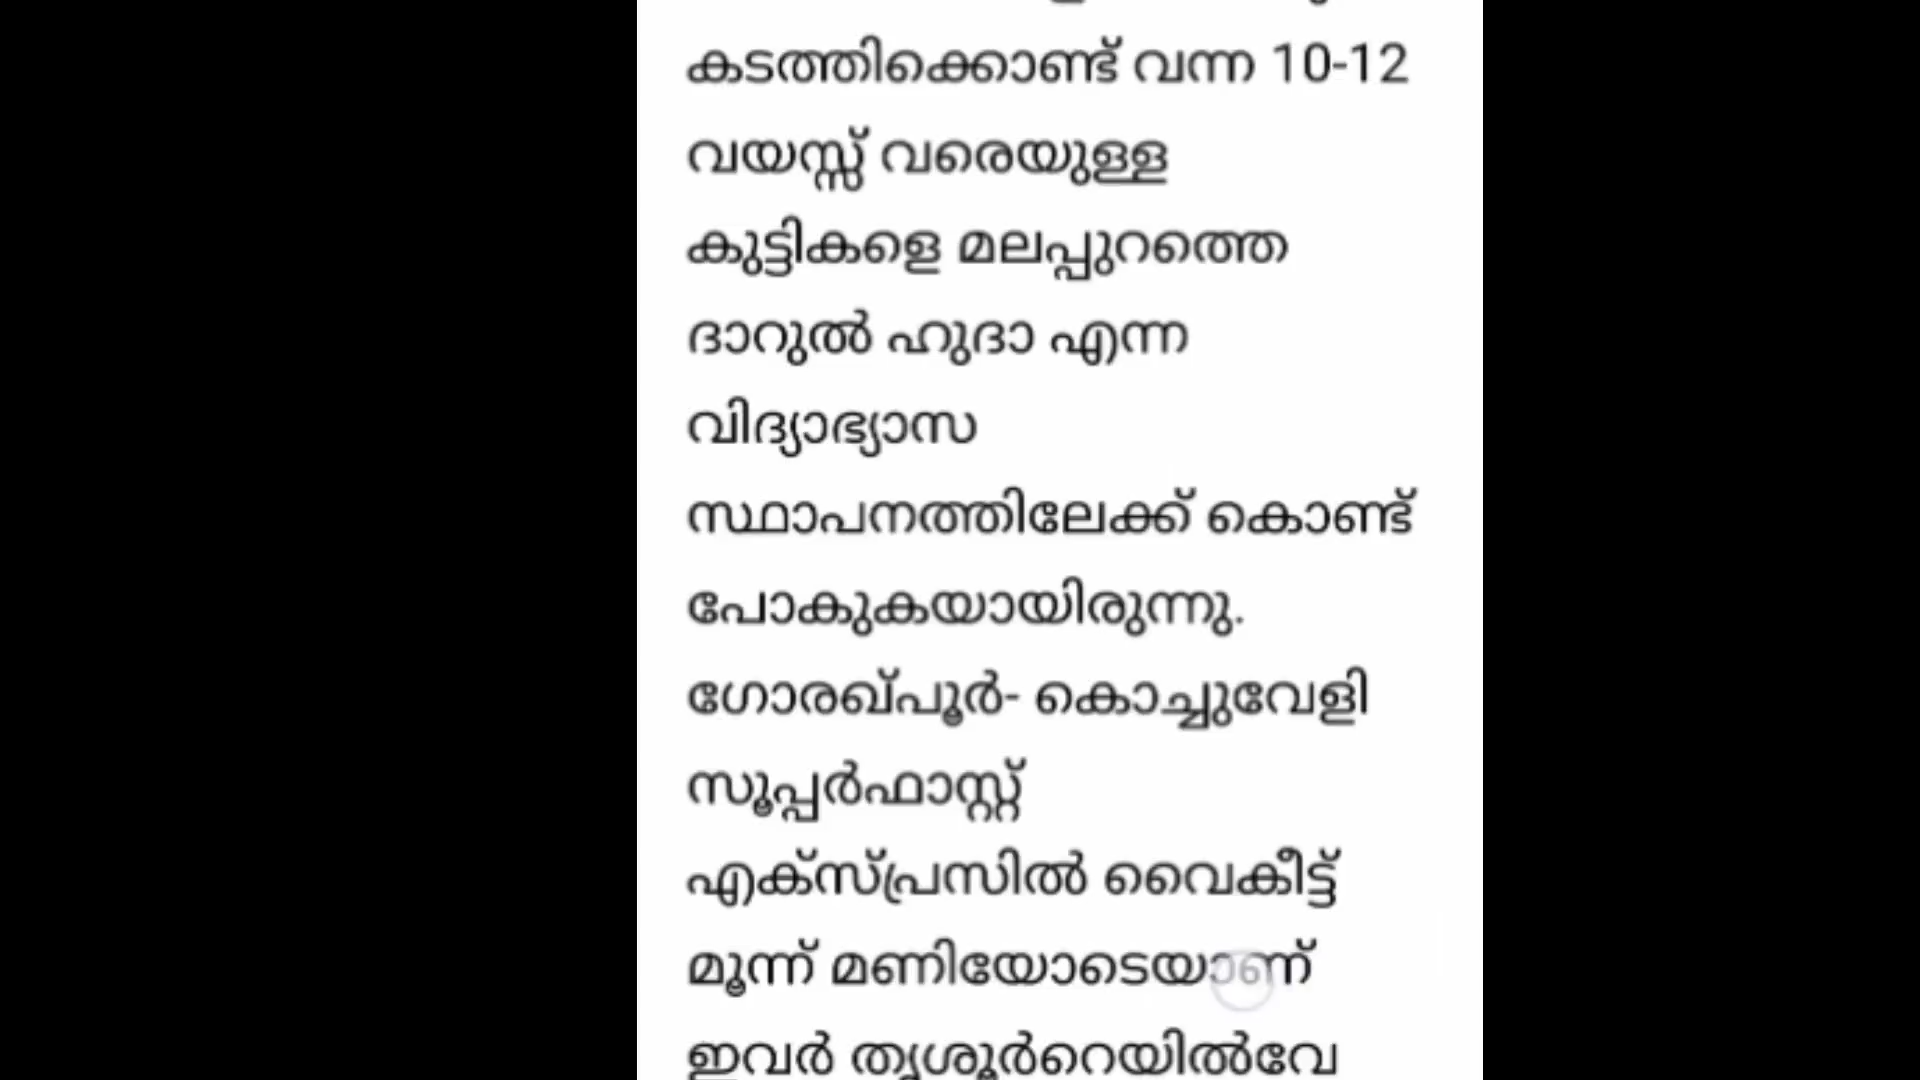 കടത്തിക്കൊണ്ട് വന്ന 10-12
വയസ്സ് വരെയുള്ള
കുട്ടികളെ മലപ്പുറത്തെ
ദാറുൽ ഹുദാ എന്ന
വിദ്യാഭ്യാസ
സ്ഥാപനത്തിലേക്ക് കൊണ്ട്
പോകുകയായിരുന്നു.
ഗോരഖ്പൂർ- കൊച്ചുവേളി
സൂപ്പർഫാസ്റ്റ്
എക്സ്പ്രസിൽ വൈകീട്ട്
മൂന്ന് മണിയോടെയാണ്
ഇവർ തൃശൂർറെയിൽവേ